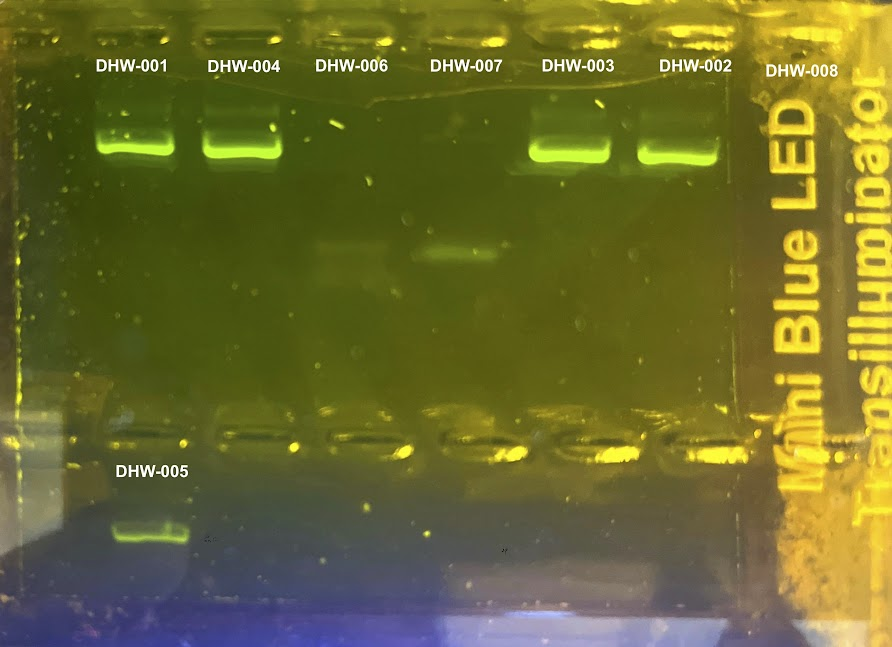 DHW-001
DHW-004
DHW-006
DHW-007
DHW-003
DHW-002
DHW-008
DHW-005
Mini Blue LED
Transilluminator